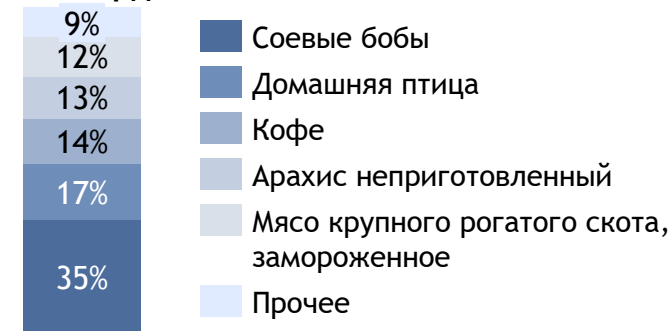 9%
12%
13%
14%
17%
35%
Соевые бобы
Домашняя птица
Кофе
Арахис неприготовленный
Мясо крупного рогатого скота,
замороженное
Прочее